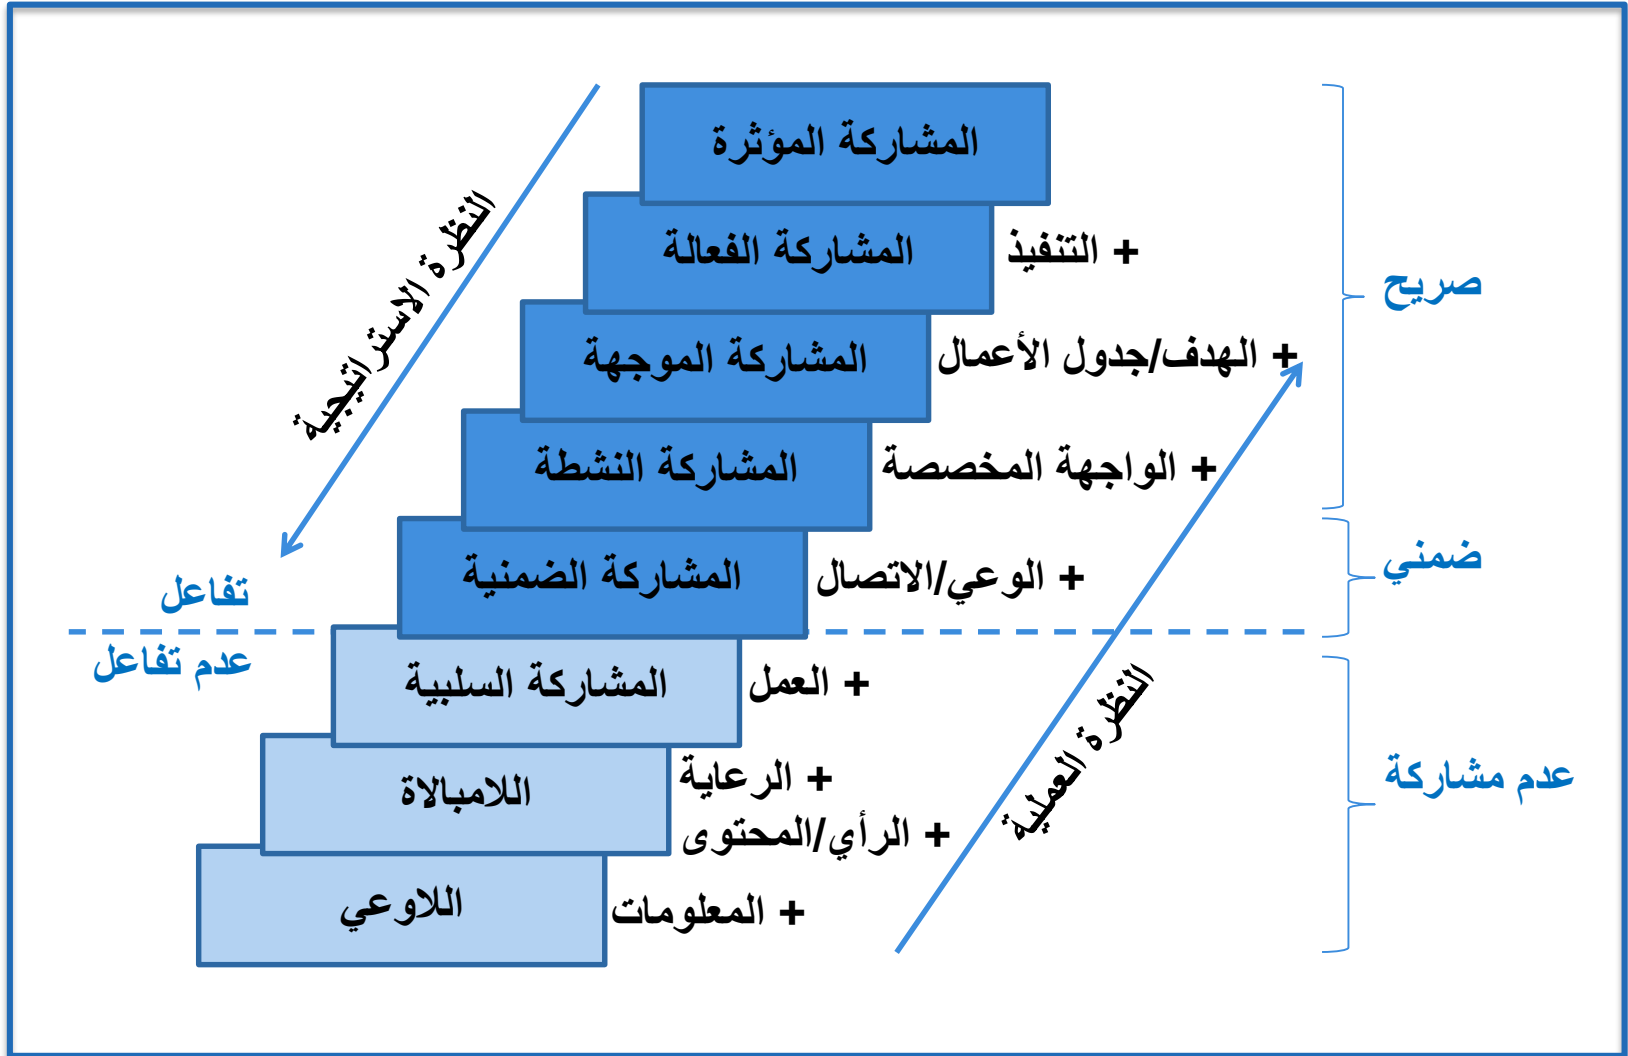 المشاركة المؤثرة
المشاركة الفعالة
+ التنفيذ
المشاركة الموجهة
+ الهدف/جدول الأعمال
المشاركة النشطة
+ الواجهة المخصصة
المشاركة الضمنية
+ الوعي/الاتصال
المشاركة السلبية
+ العمل
اللامبالاة
+ الرعاية
+ الرأي/المحتوى
اللاوعي
+ المعلومات
صريح
ضمني
عدم مشاركة
النظرة الاستراتيجية
النظرة العملية
تفاعل
عدم تفاعل